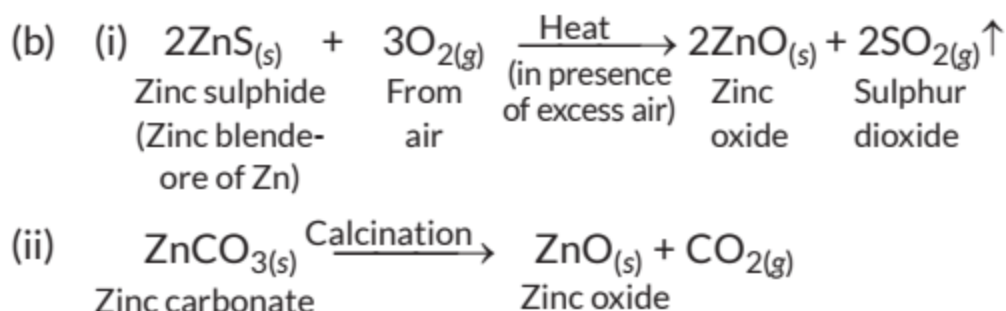 (b) (i) 2ZnS(s) + 3O2(g) Heat (in presence of excess air) → 2ZnO(s) + 2SO2(g)↑
Zinc sulphide From Zinc Sulphur
(Zinc blende- air oxide dioxide
ore of Zn)
(ii) ZnCO3(s) Calcination → ZnO(s) + CO2(g)
Zinc carbonate Zinc oxide